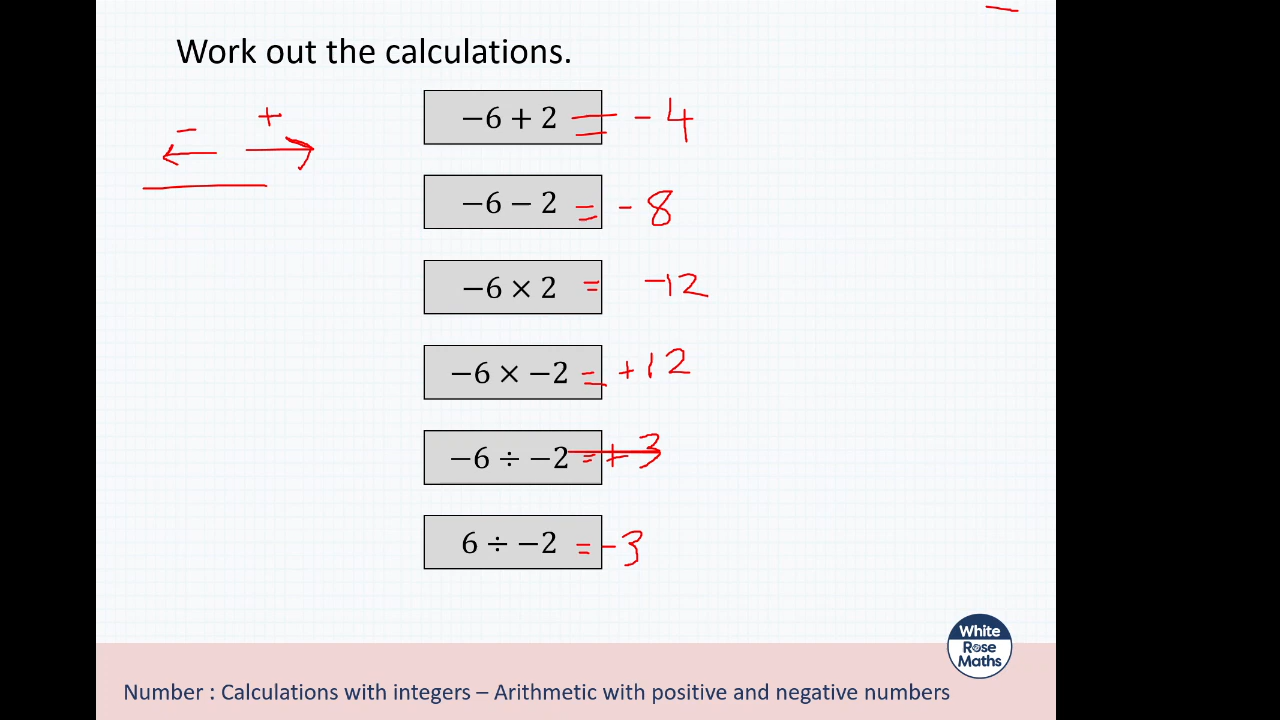 Work out the calculations.
− +
−6 + 2 = - 4
−6 − 2 = - 8
−6 × 2 = -12
−6 × −2 = +12
−6 ÷ −2 = + 3
6 ÷ −2 = - 3
White
Rose
Maths
Number : Calculations with integers – Arithmetic with positive and negative numbers